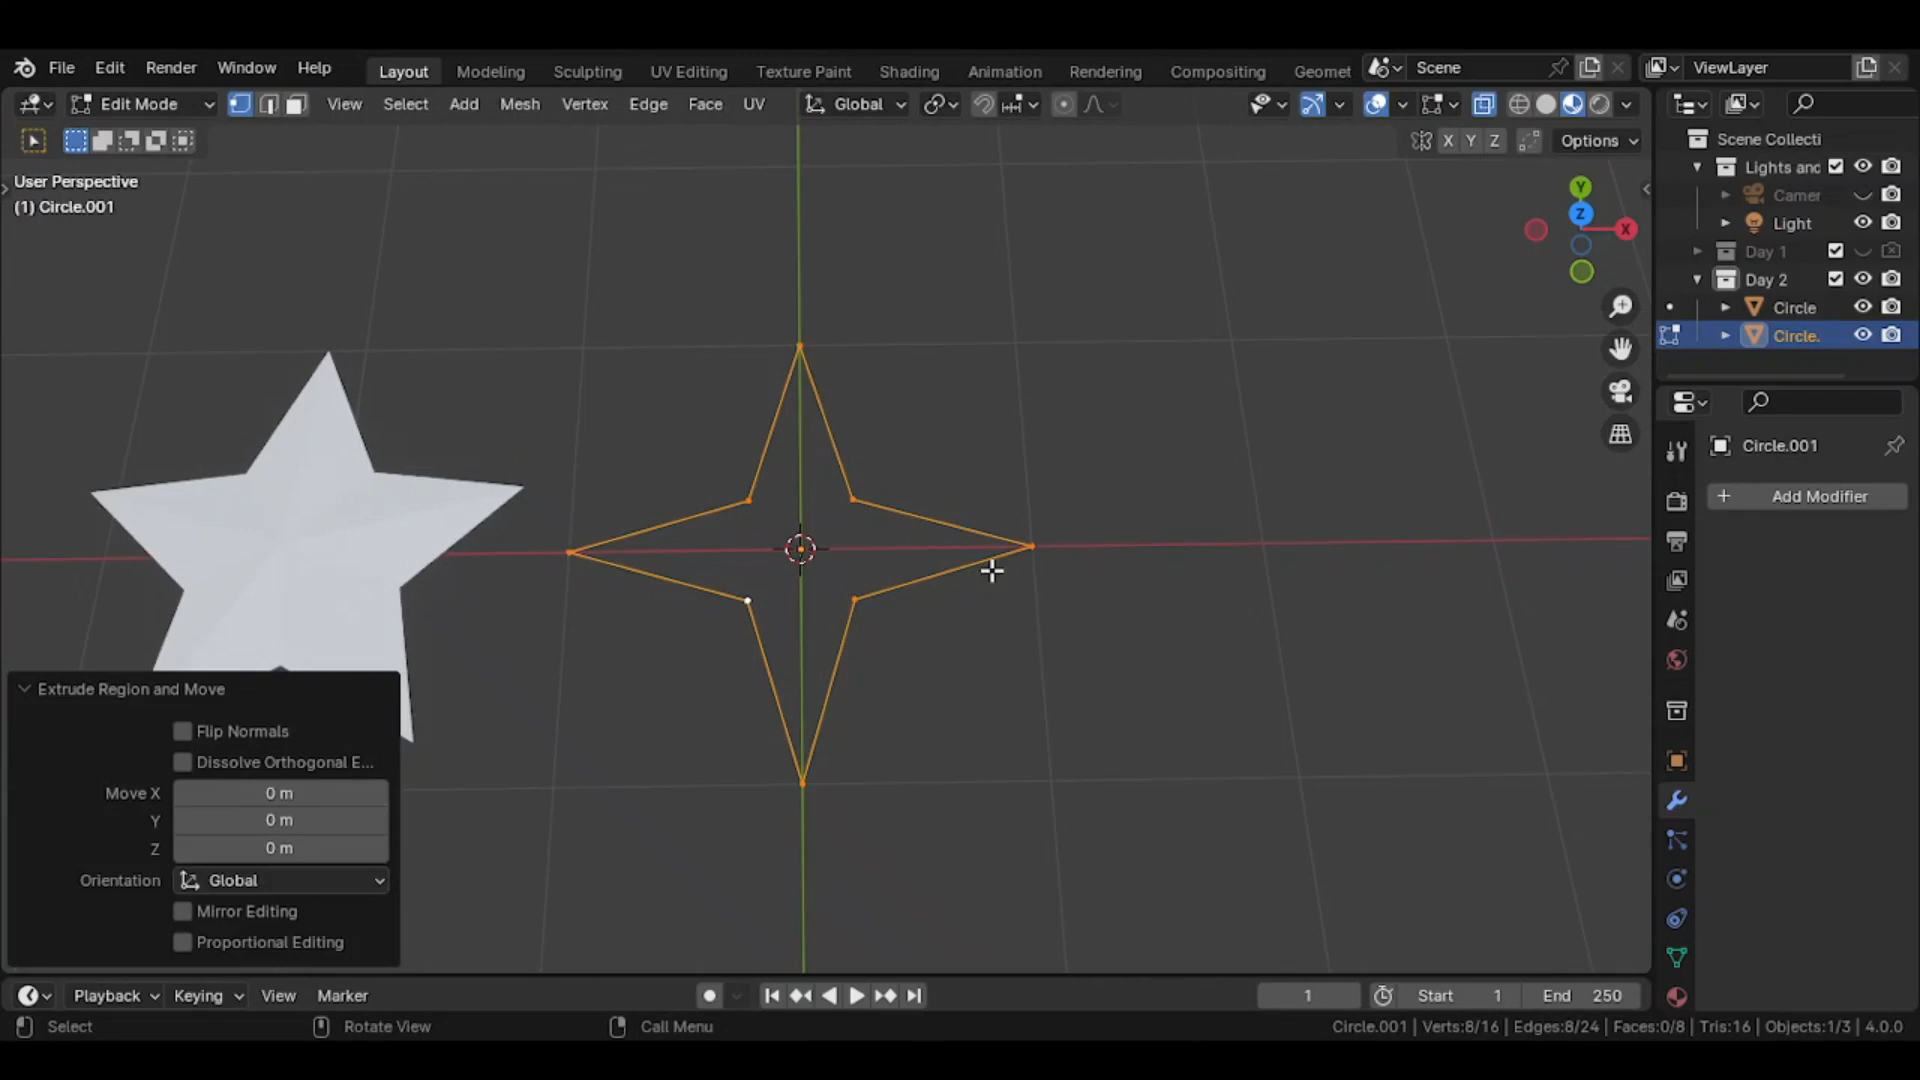 File Edit Render Window Help Layout Modeling Sculpting UV Editing Texture Paint Shading Animation Rendering Compositing Geomet Scene ViewLayer
Edit Mode View Select Add Mesh Vertex Edge Face UV Global
X Y Z Options
User Perspective
(1) Circle.001
Y
Z
X
Scene Collecti
Lights and
Camer
Light
Day 1
Day 2
Circle
Circle.
Circle.001
+ Add Modifier
Extrude Region and Move
Flip Normals
Dissolve Orthogonal E...
Move X 0 m
Y 0 m
Z 0 m
Orientation Global
Mirror Editing
Proportional Editing
Playback Keying View Marker 1 Start 1 End 250
Select Rotate View Call Menu Circle.001 | Verts:8/16 | Edges:8/24 | Faces:0/8 | Tris:16 | Objects:1/3 | 4.0.0